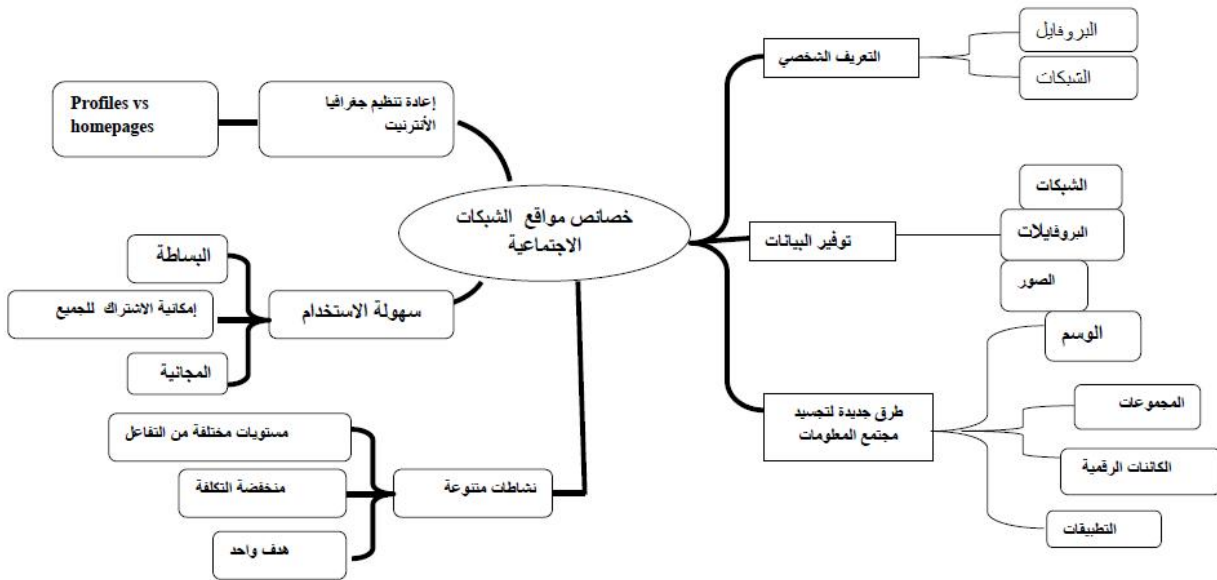 خصائص مواقع الشبكات
الاجتماعية
التعريف الشخصي
البروفايل
الشبكات
توفير البيانات
الشبكات
البروفايلات
الصور
طرق جديدة لتجسيد
مجتمع المعلومات
الوسم
المجموعات
الكائنات الرقمية
التطبيقات
إعادة تنظيم جغرافيا
الأنترنيت
Profiles vs
homepages
سهولة الاستخدام
البساطة
إمكانية الاشتراك للجميع
المجانية
نشاطات متنوعة
مستويات مختلفة من التفاعل
منخفضة التكلفة
هدف واحد